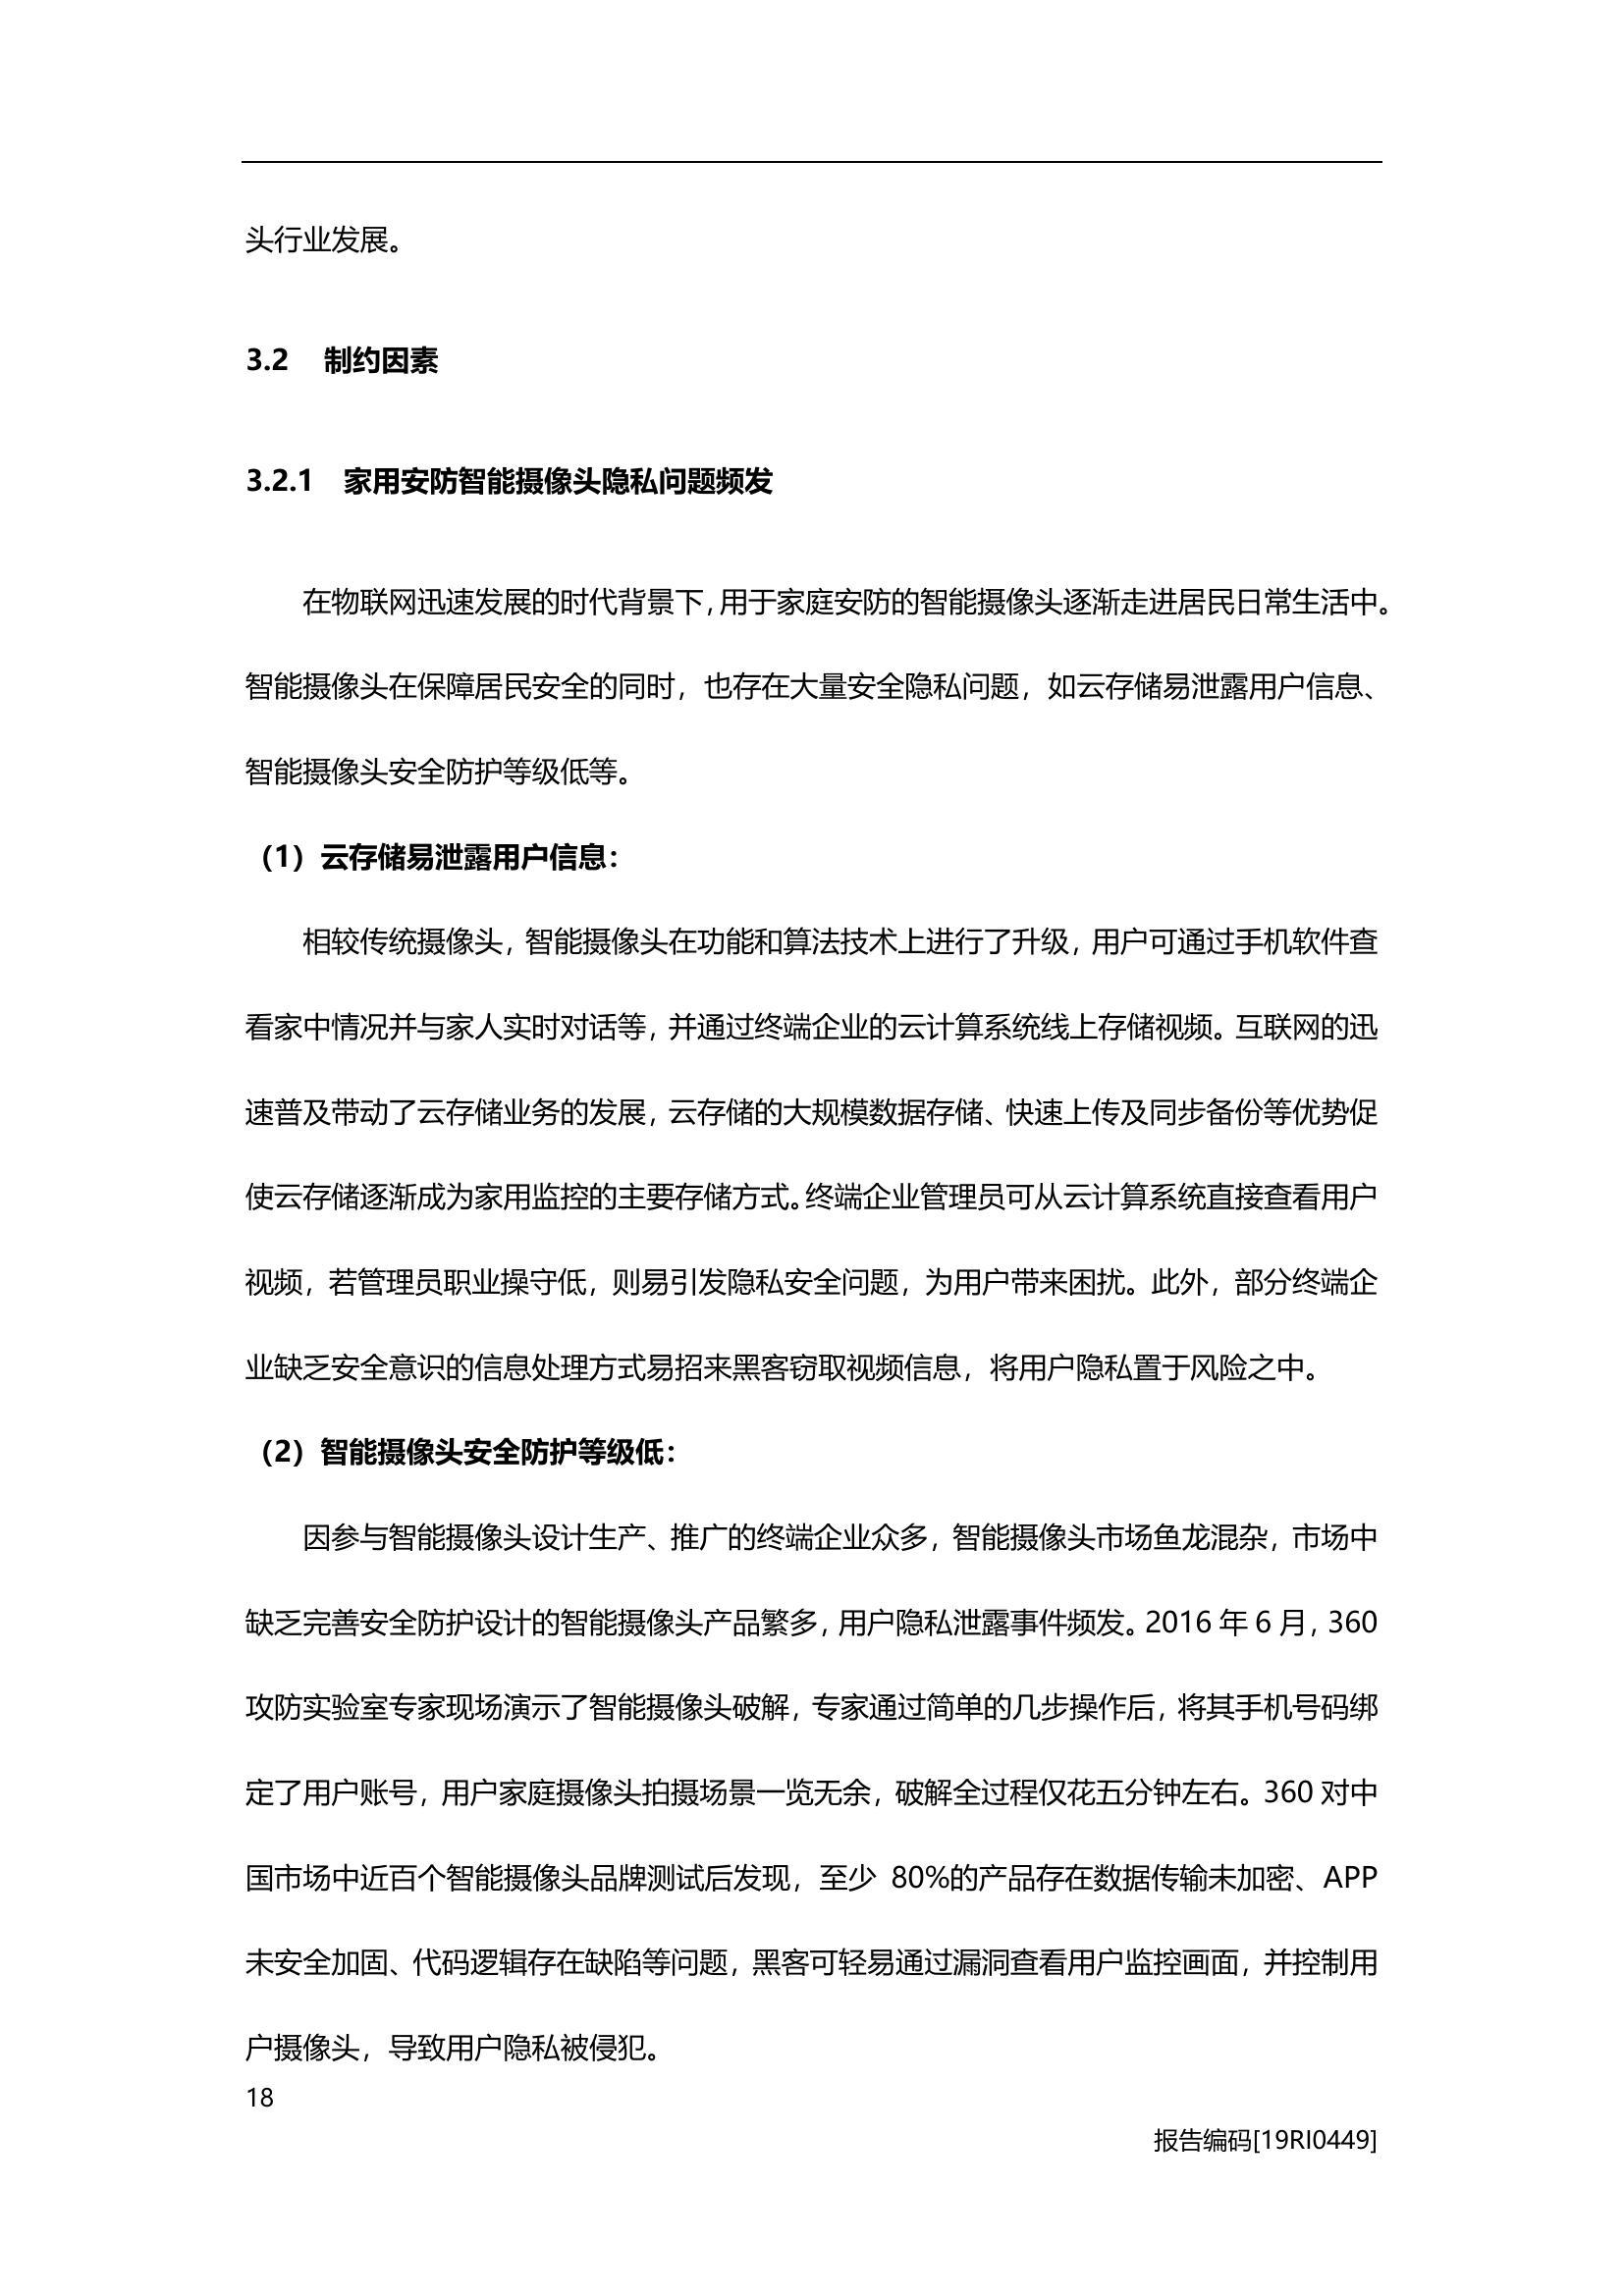 头行业发展。
3.2 制约因素
3.2.1 家用安防智能摄像头隐私问题频发
在物联网迅速发展的时代背景下，用于家庭安防的智能摄像头逐渐走进居民日常生活中。
智能摄像头在保障居民安全的同时，也存在大量安全隐私问题，如云存储易泄露用户信息、
智能摄像头安全防护等级低等。
（1）云存储易泄露用户信息：
相较传统摄像头，智能摄像头在功能和算法技术上进行了升级，用户可通过手机软件查
看家中情况并与家人实时对话等，并通过终端企业的云计算系统线上存储视频。互联网的迅
速普及带动了云存储业务的发展，云存储的大规模数据存储、快速上传及同步备份等优势促
使云存储逐渐成为家用监控的主要存储方式。终端企业管理员可从云计算系统直接查看用户
视频，若管理员职业操守低，则易引发隐私安全问题，为用户带来困扰。此外，部分终端企
业缺乏安全意识的信息处理方式易招来黑客窃取视频信息，将用户隐私置于风险之中。
（2）智能摄像头安全防护等级低：
因参与智能摄像头设计生产、推广的终端企业众多，智能摄像头市场鱼龙混杂，市场中
缺乏完善安全防护设计的智能摄像头产品繁多，用户隐私泄露事件频发。2016 年 6 月，360
攻防实验室专家现场演示了智能摄像头破解，专家通过简单的几步操作后，将其手机号码绑
定了用户账号，用户家庭摄像头拍摄场景一览无余，破解全过程仅花五分钟左右。360 对中
国市场中近百个智能摄像头品牌测试后发现，至少 80%的产品存在数据传输未加密、APP
未安全加固、代码逻辑存在缺陷等问题，黑客可轻易通过漏洞查看用户监控画面，并控制用
户摄像头，导致用户隐私被侵犯。
18
报告编码[19RI0449]